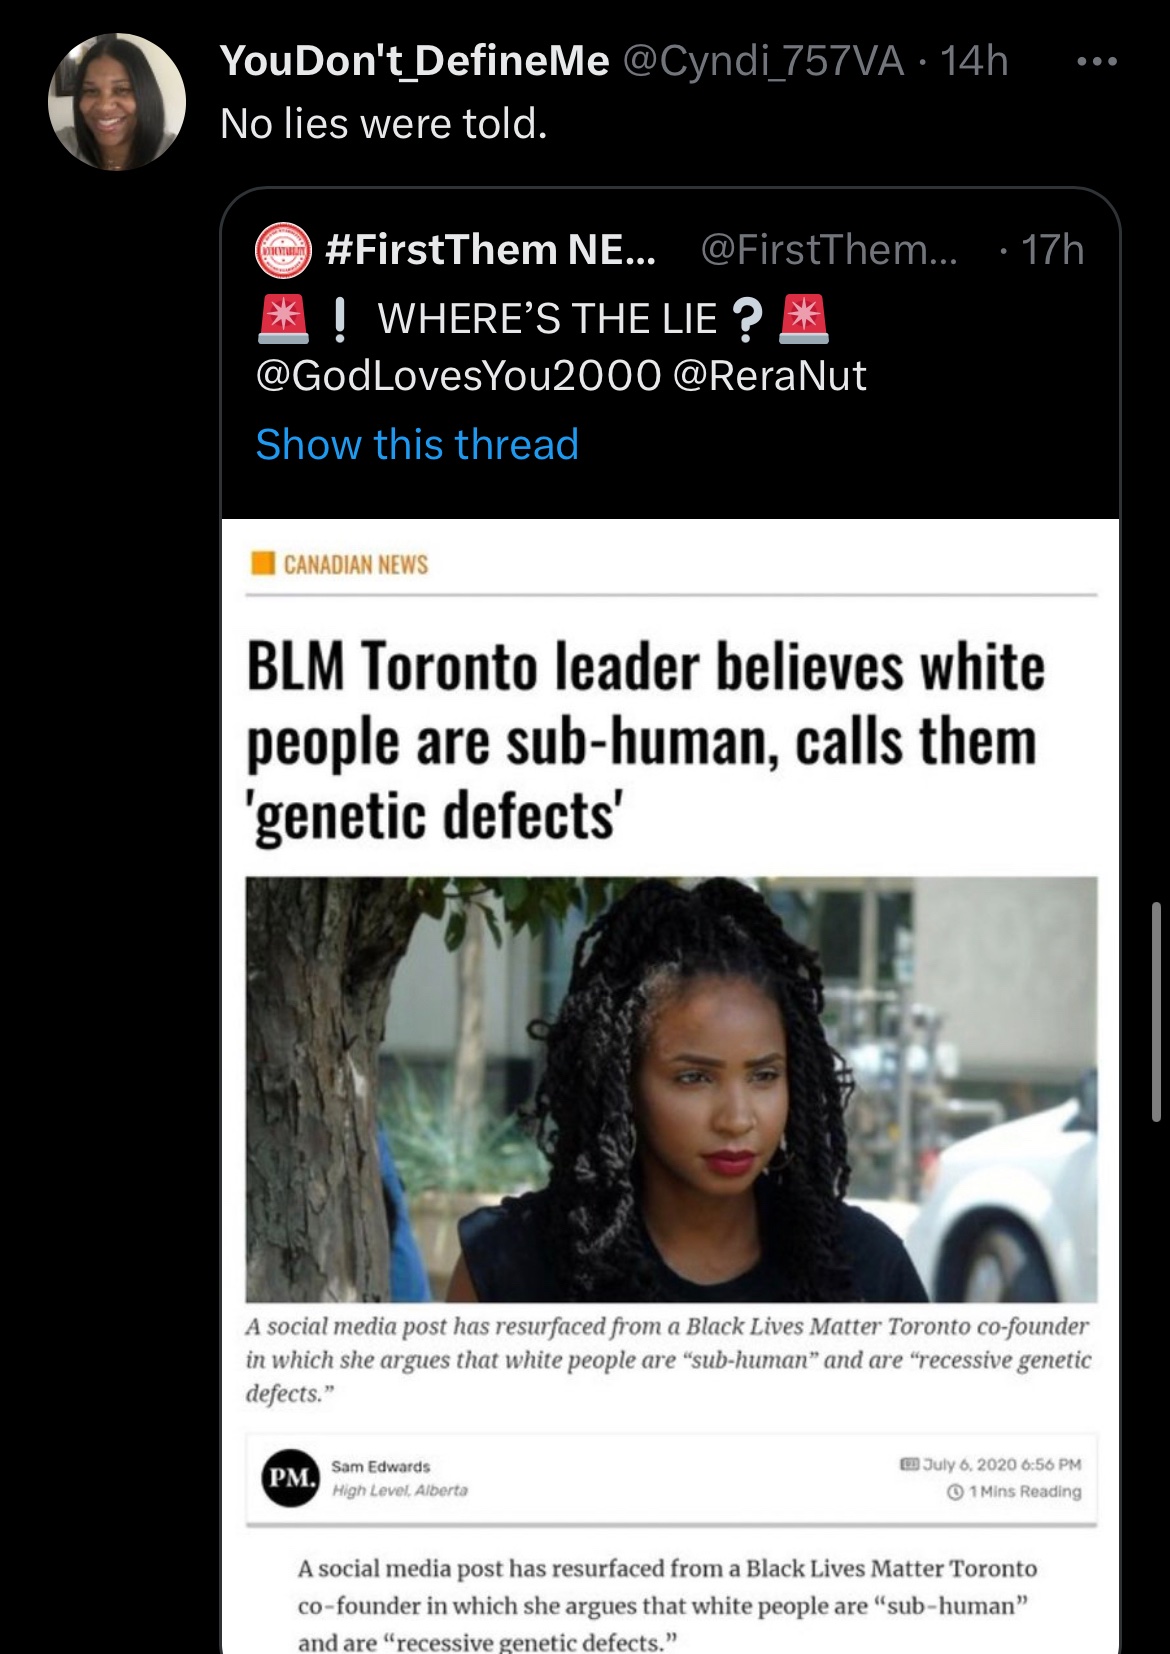 YouDon't_DefineMe @Cyndi_757VA · 14h
No lies were told.
#FirstThem NE... @FirstThem... · 17h
🚨❗ WHERE’S THE LIE❓🚨
@GodLovesYou2000 @ReraNut
Show this thread
CANADIAN NEWS
BLM Toronto leader believes white
people are sub-human, calls them
'genetic defects'
A social media post has resurfaced from a Black Lives Matter Toronto co-founder
in which she argues that white people are “sub-human” and are “recessive genetic
defects.”
PM.
Sam Edwards
High Level, Alberta
July 6, 2020 6:56 PM
1 Mins Reading
A social media post has resurfaced from a Black Lives Matter Toronto
co-founder in which she argues that white people are “sub-human”
and are “recessive genetic defects.”